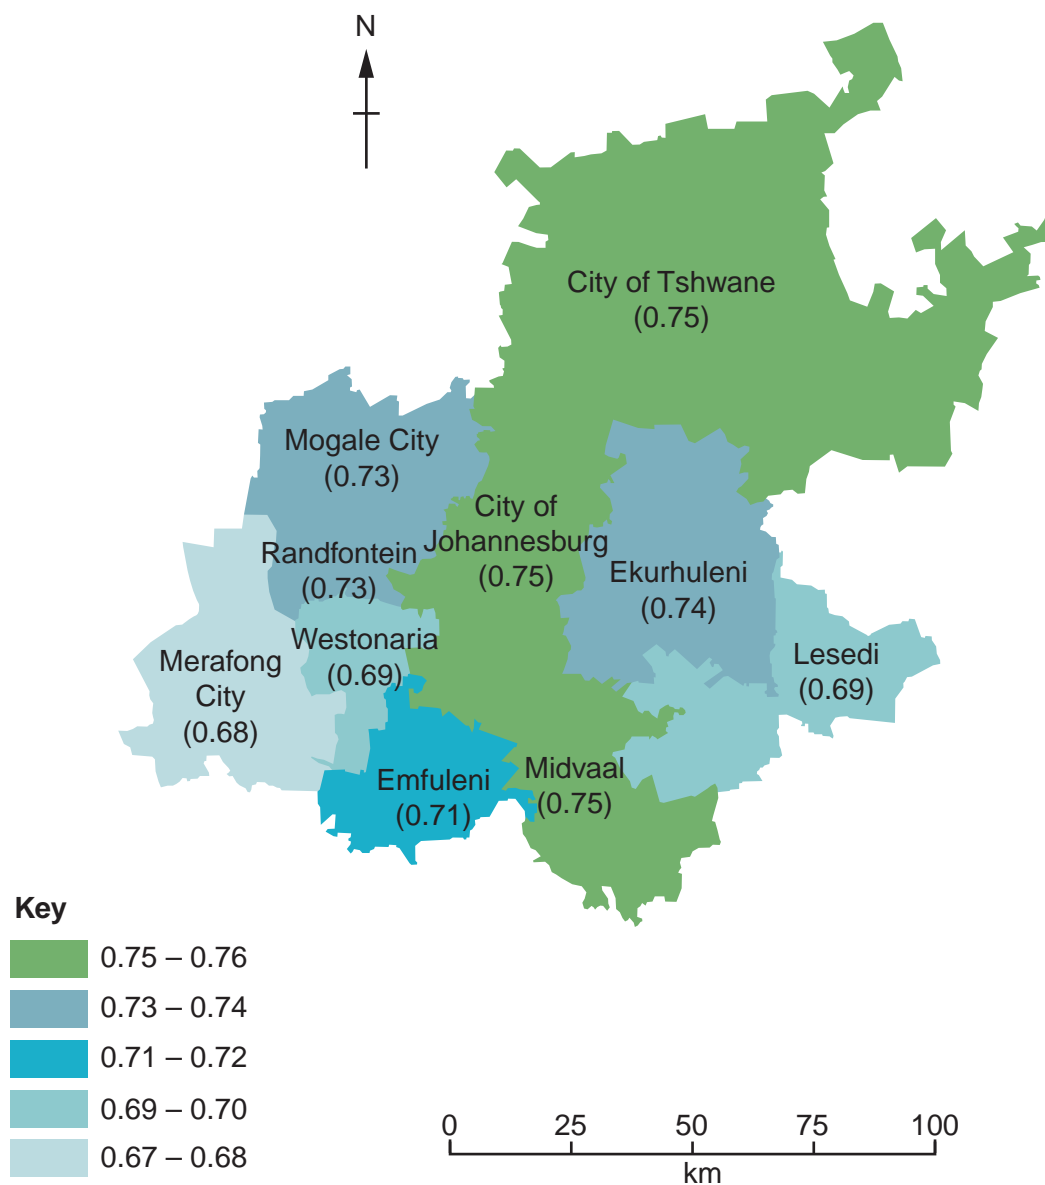 N
City of Tshwane
(0.75)
Mogale City
(0.73)
City of
Johannesburg
(0.75)
Randfontein
(0.73)
Ekurhuleni
(0.74)
Westonaria
(0.69)
Merafong
City
(0.68)
Lesedi
(0.69)
Emfuleni
(0.71)
Midvaal
(0.75)
Key
0.75 – 0.76
0.73 – 0.74
0.71 – 0.72
0.69 – 0.70
0.67 – 0.68
0 25 50 75 100
km